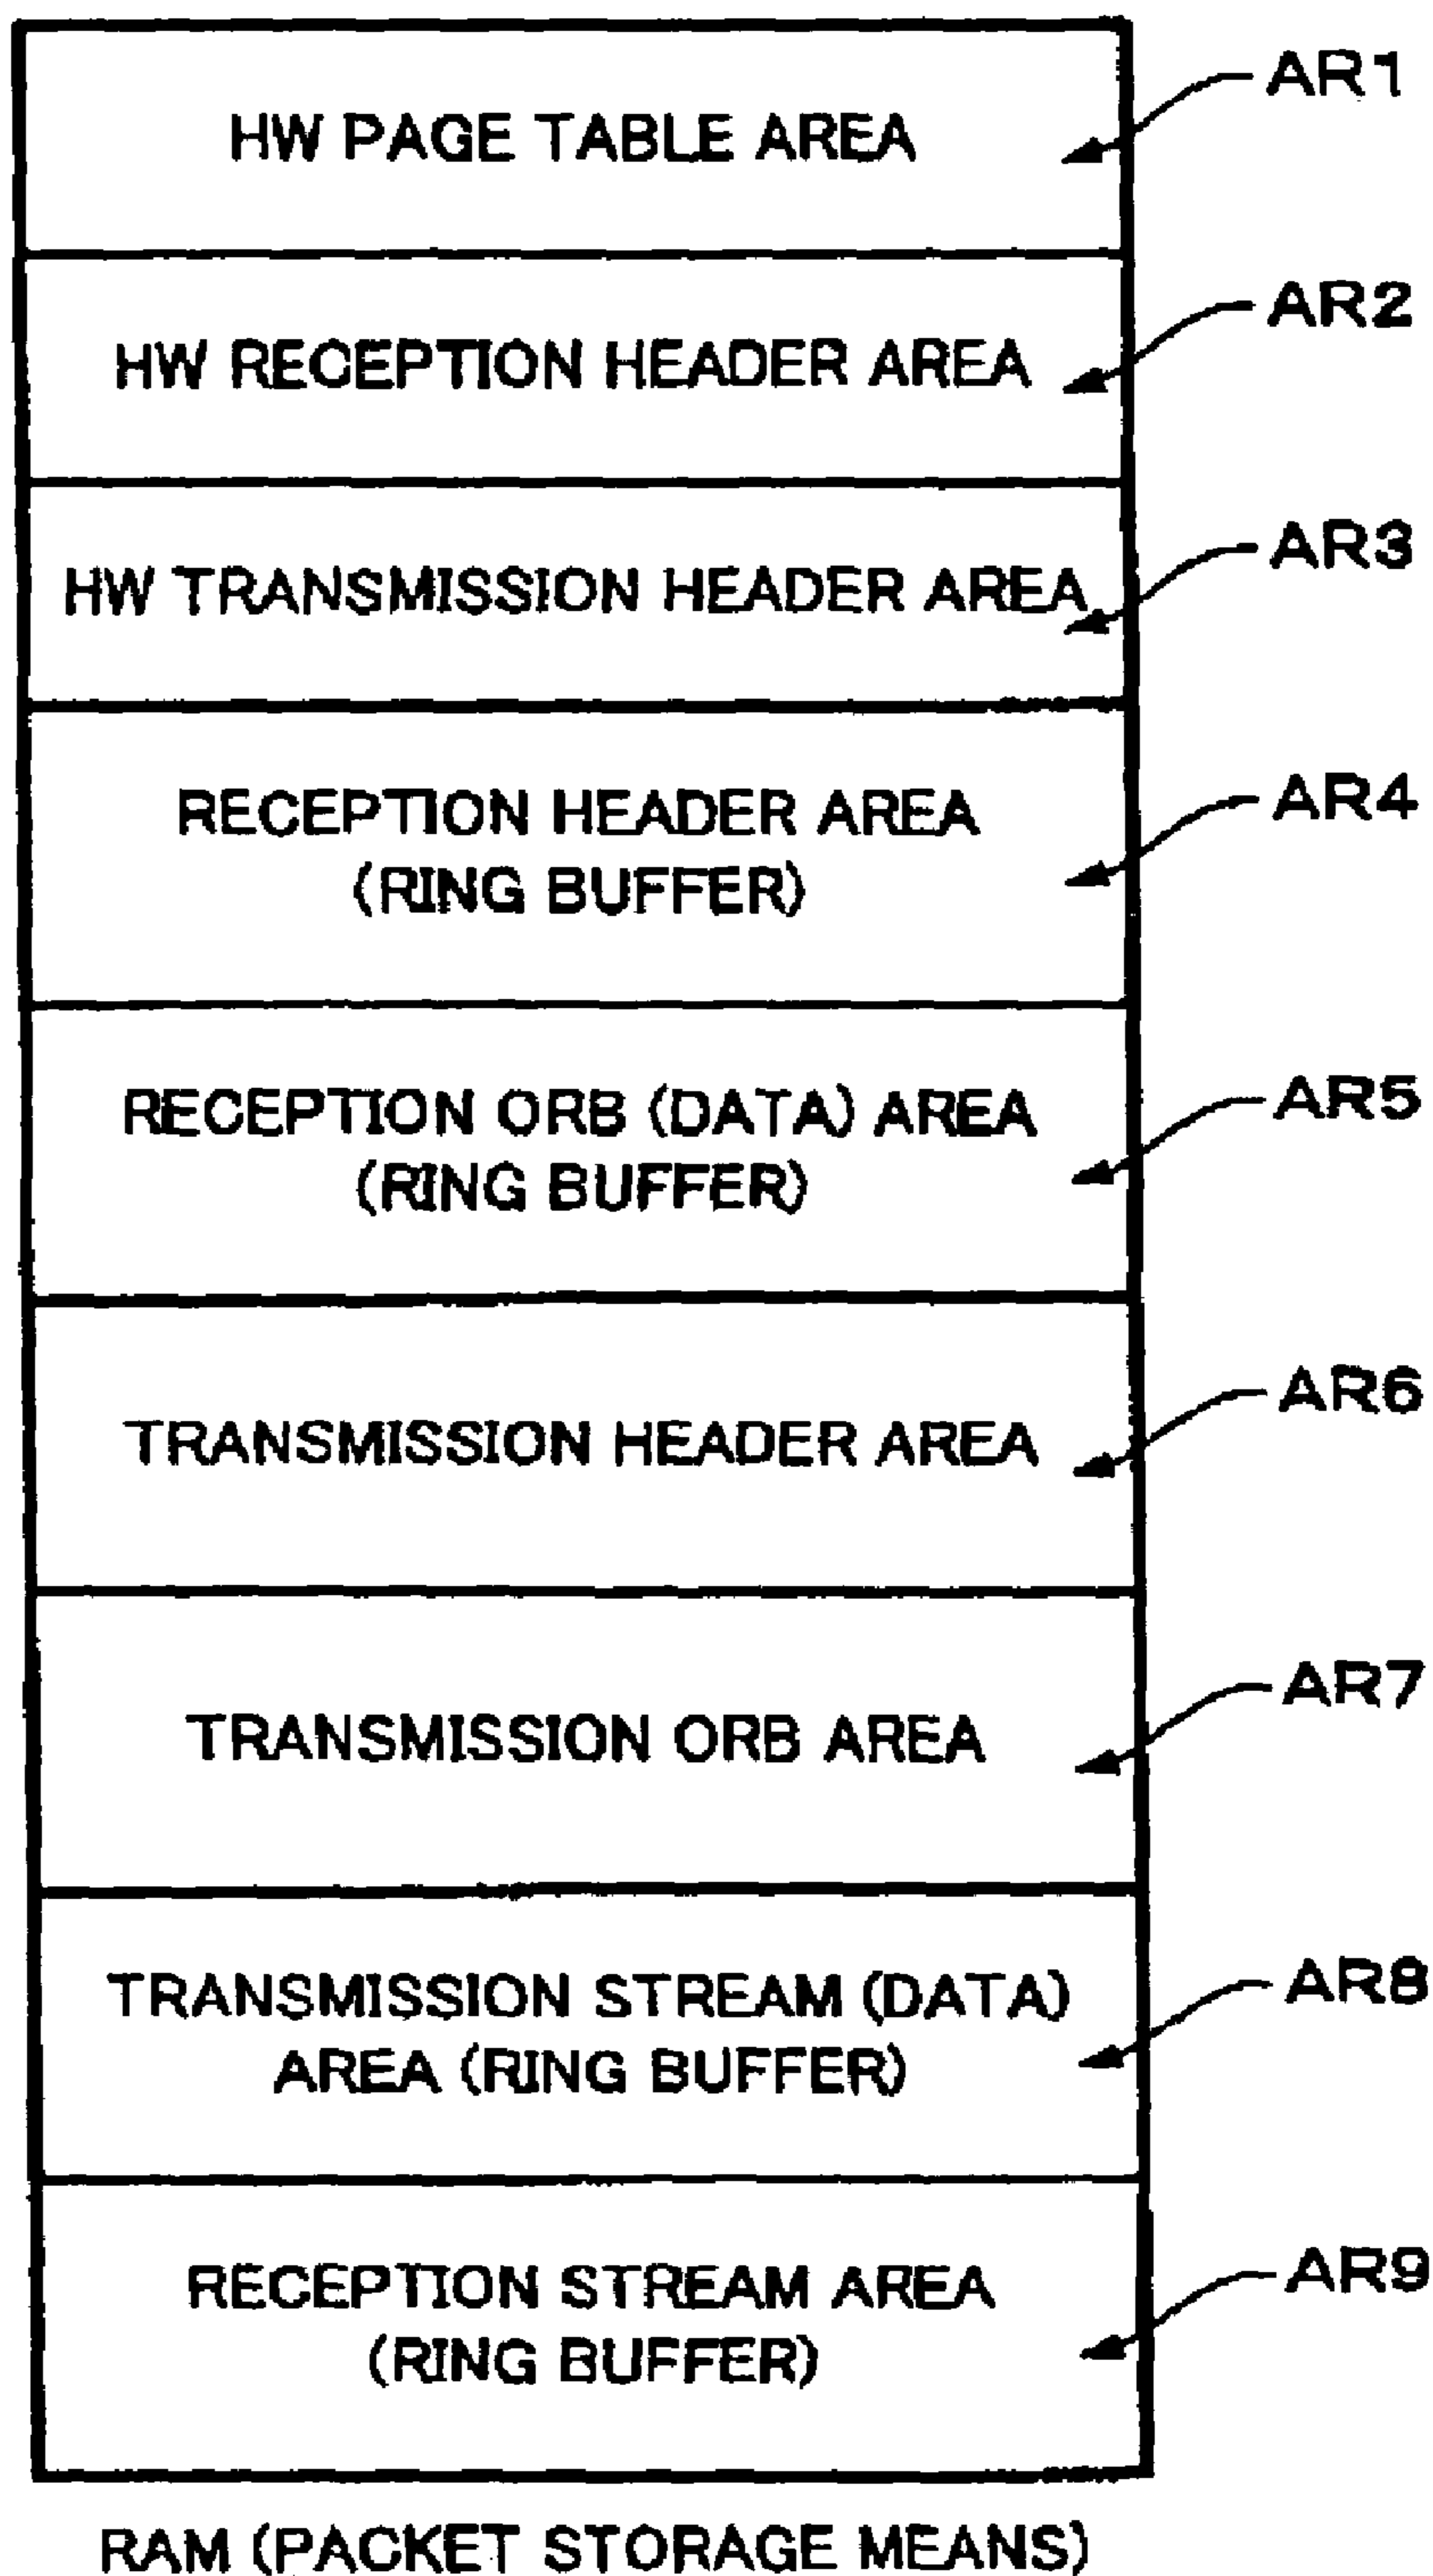 HW PAGE TABLE AREA
AR1
HW RECEPTION HEADER AREA
AR2
HW TRANSMISSION HEADER AREA
AR3
RECEPTION HEADER AREA
(RING BUFFER)
AR4
RECEPTION ORB (DATA) AREA
(RING BUFFER)
AR5
TRANSMISSION HEADER AREA
AR6
TRANSMISSION ORB AREA
AR7
TRANSMISSION STREAM (DATA)
AREA (RING BUFFER)
AR8
RECEPTION STREAM AREA
(RING BUFFER)
AR9
RAM (PACKET STORAGE MEANS)